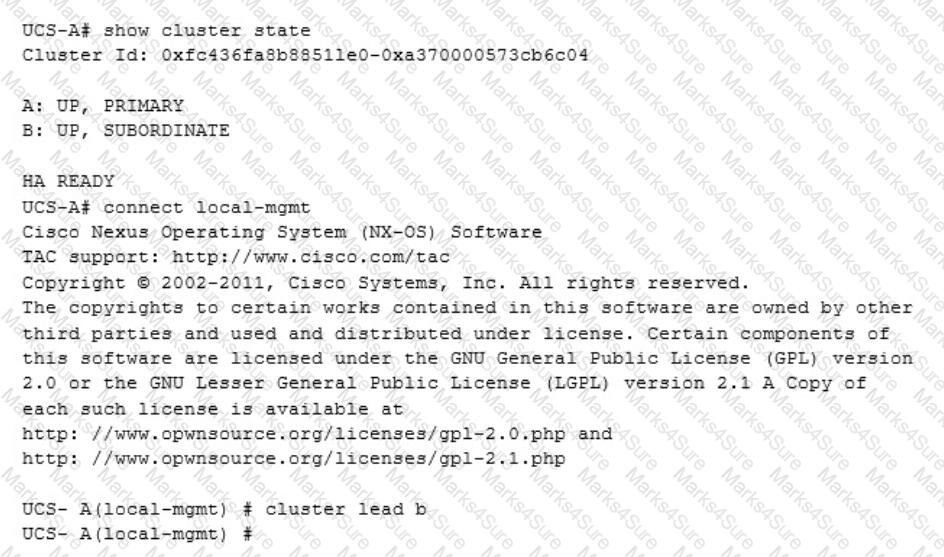 UCS-A# show cluster state
Cluster Id: 0xfc436fa8b88511e0-0xa370000573cb6c04
A: UP, PRIMARY
B: UP, SUBORDINATE
HA READY
UCS-A# connect local-mgmt
Cisco Nexus Operating System (NX-OS) Software
TAC support: http://www.cisco.com/tac
Copyright © 2002-2011, Cisco Systems, Inc. All rights reserved.
The copyrights to certain works contained in this software are owned by other
third parties and used and distributed under license. Certain components of
this software are licensed under the GNU General Public License (GPL) version
2.0 or the GNU Lesser General Public License (LGPL) version 2.1 A Copy of
each such license is available at
http: //www.opwnsource.org/licenses/gpl-2.0.php and
http: //www.opwnsource.org/licenses/gpl-2.1.php
UCS- A(local-mgmt) # cluster lead b
UCS- A(local-mgmt) #